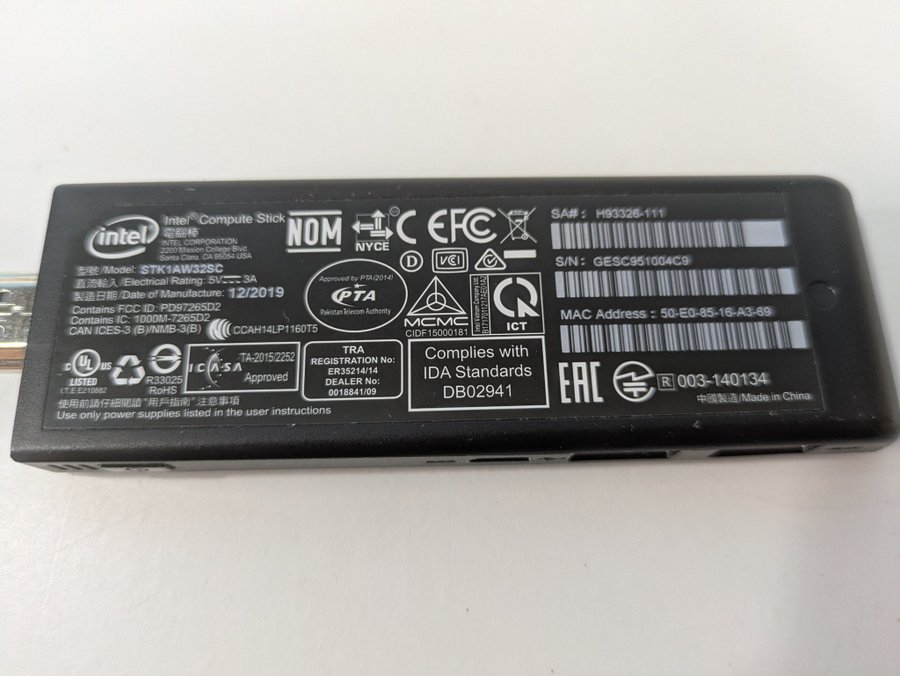 intel
Intel® Compute Stick
電腦棒
INTEL CORPORATION
2200 Mission College Blvd.
Santa Clara, CA 95054 USA
型號/Model: STK1AW32SC
直流輸入/Electrical Rating: 5V 3A
製造日期/Date of Manufacture: 12/2019
Contains FCC ID: PD97265D2
Contains IC: 1000M-7265D2
CAN ICES-3 (B)/NMB-3(B)
CCAH14LP1160T5
C UL US
LISTED
I.T.E.E210882
R33025
RoHS
ICASA
TA-2015/2252
Approved
使用前請仔細閱讀 "用戶指南" 注意事項
Use only power supplies listed in the user instructions
NOM
NYCE
CE
FC
D
VCI
Approved by PTA(2014)
PTA
Pakistan Telecom Authority
MCMC
CIDF15000181
ICT
TRA
REGISTRATION No:
ER35214/14
DEALER No:
0018841/09
Complies with
IDA Standards
DB02941
SA#: H93326-111
S/N: GESC951004C9
MAC Address: 50-E0-85-16-A3-69
EAC
R 003-140134
中國製造/Made in China